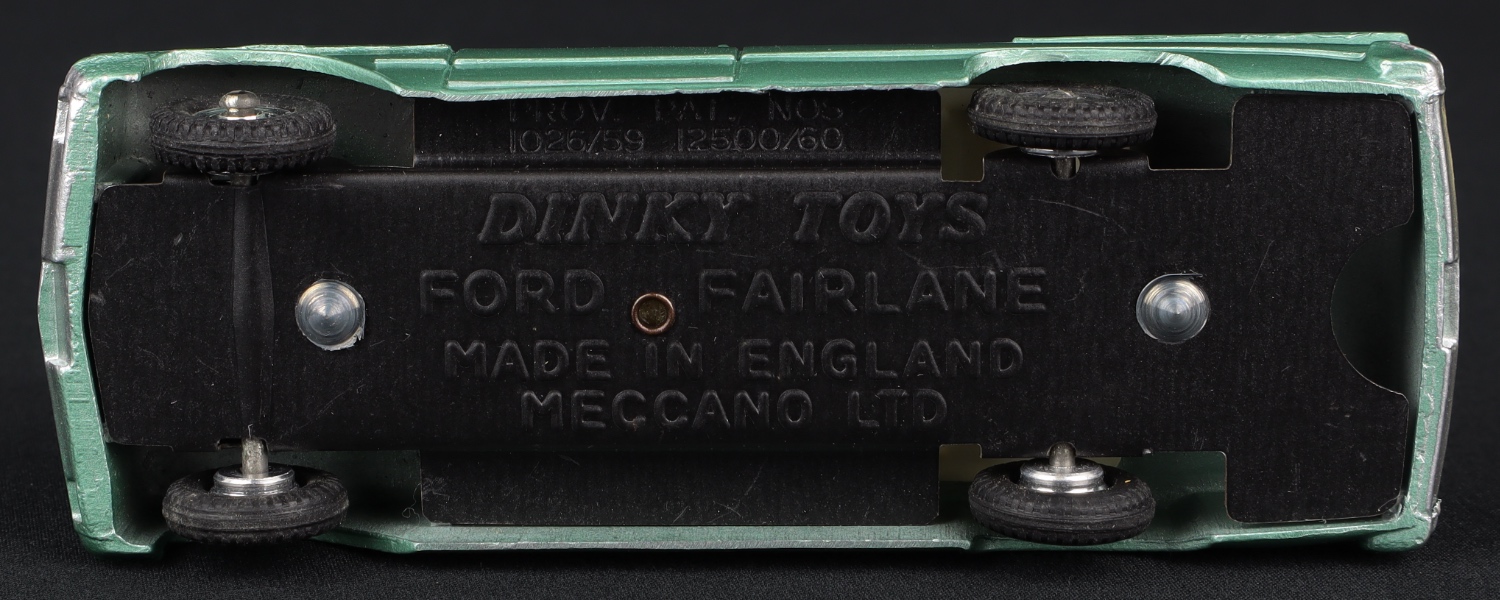 PROV. PAT. NOS
1026/59 12500/60
DINKY TOYS
FORD FAIRLANE
MADE IN ENGLAND
MECCANO LTD